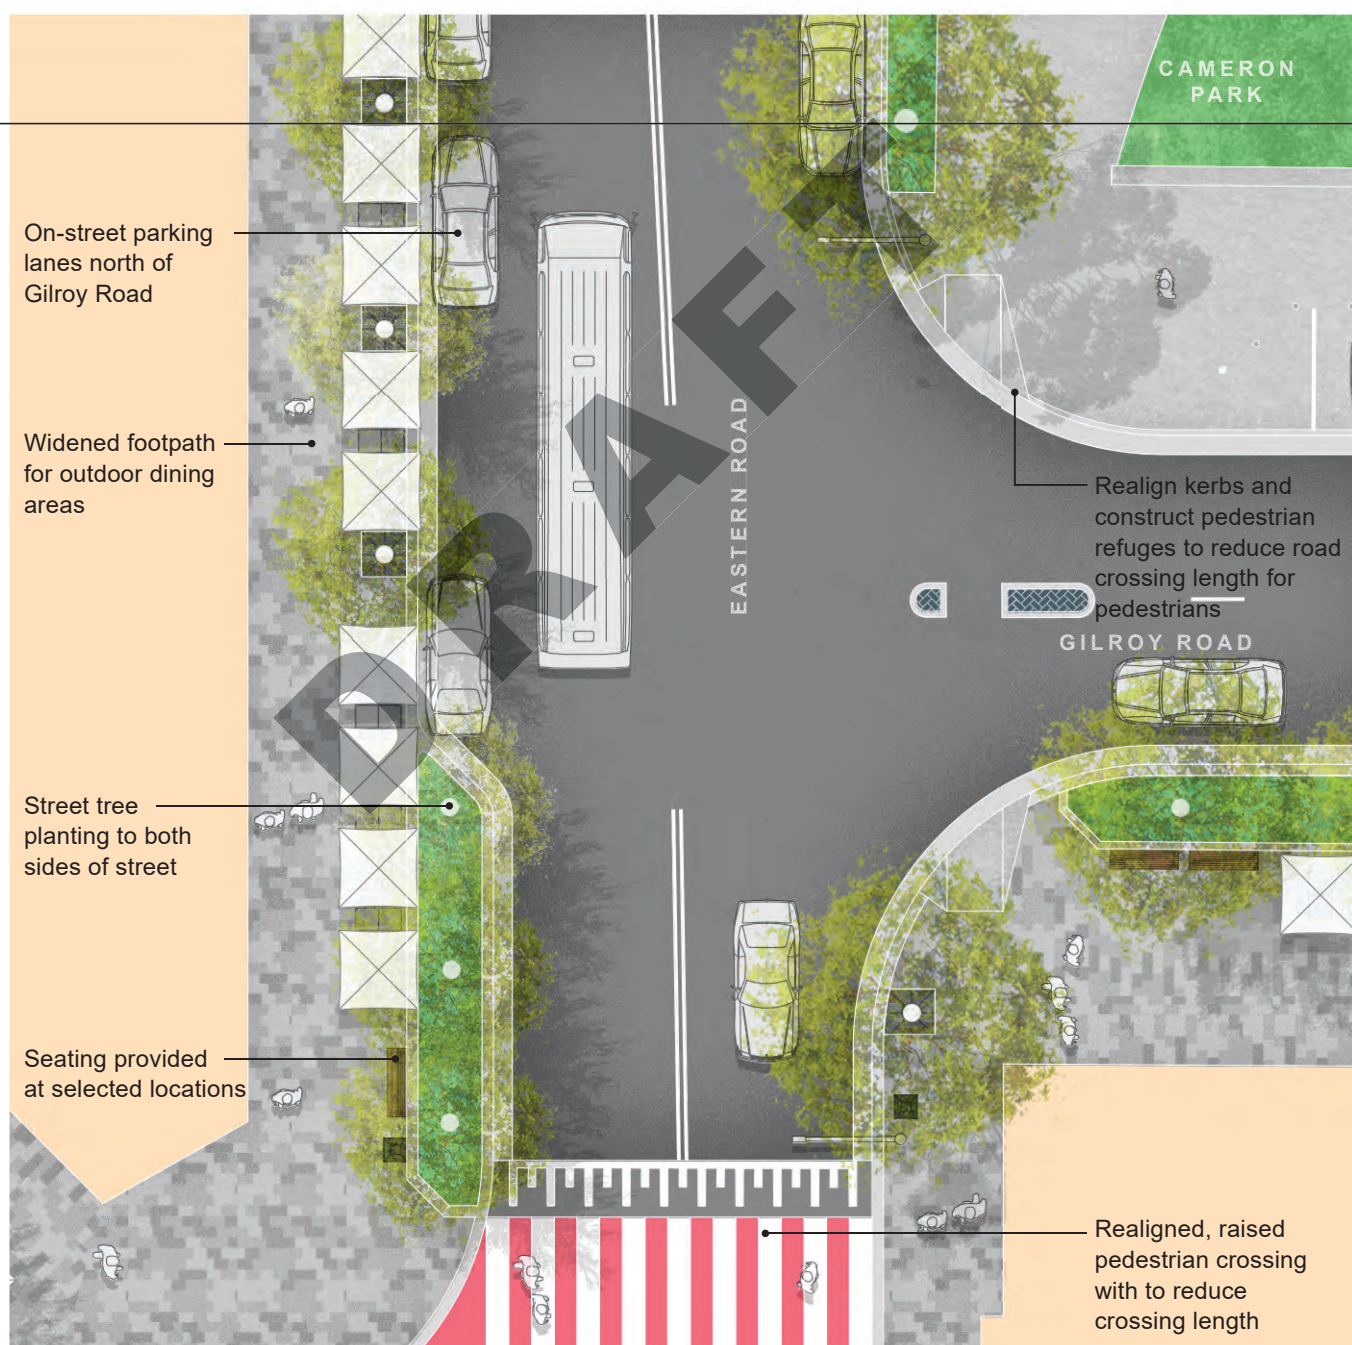 CAMERON
PARK
On-street parking
lanes north of
Gilroy Road
Widened footpath
for outdoor dining
areas
EASTERN ROAD
DRAFT
Realign kerbs and
construct pedestrian
refuges to reduce road
crossing length for
pedestrians
GILROY ROAD
Street tree
planting to both
sides of street
Seating provided
at selected locations
Realigned, raised
pedestrian crossing
with to reduce
crossing length